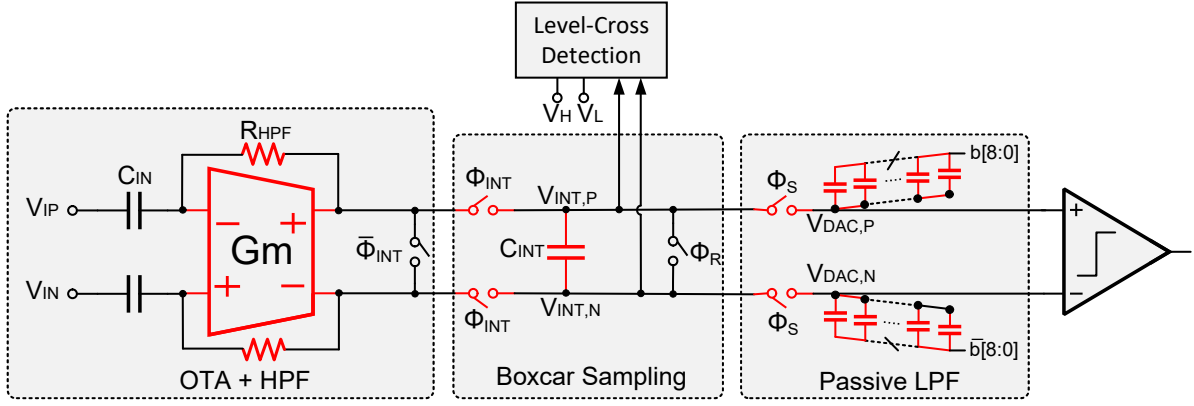 Level-Cross
Detection
VH VL
RHPF
CIN
VIP
VIN
− +
Gm
+ −
Φ̅INT
OTA + HPF
ΦINT
VINT,P
CINT
ΦR
VINT,N
ΦINT
Boxcar Sampling
ΦS
b[8:0]
VDAC,P
VDAC,N
ΦS
b̅[8:0]
Passive LPF
+
−